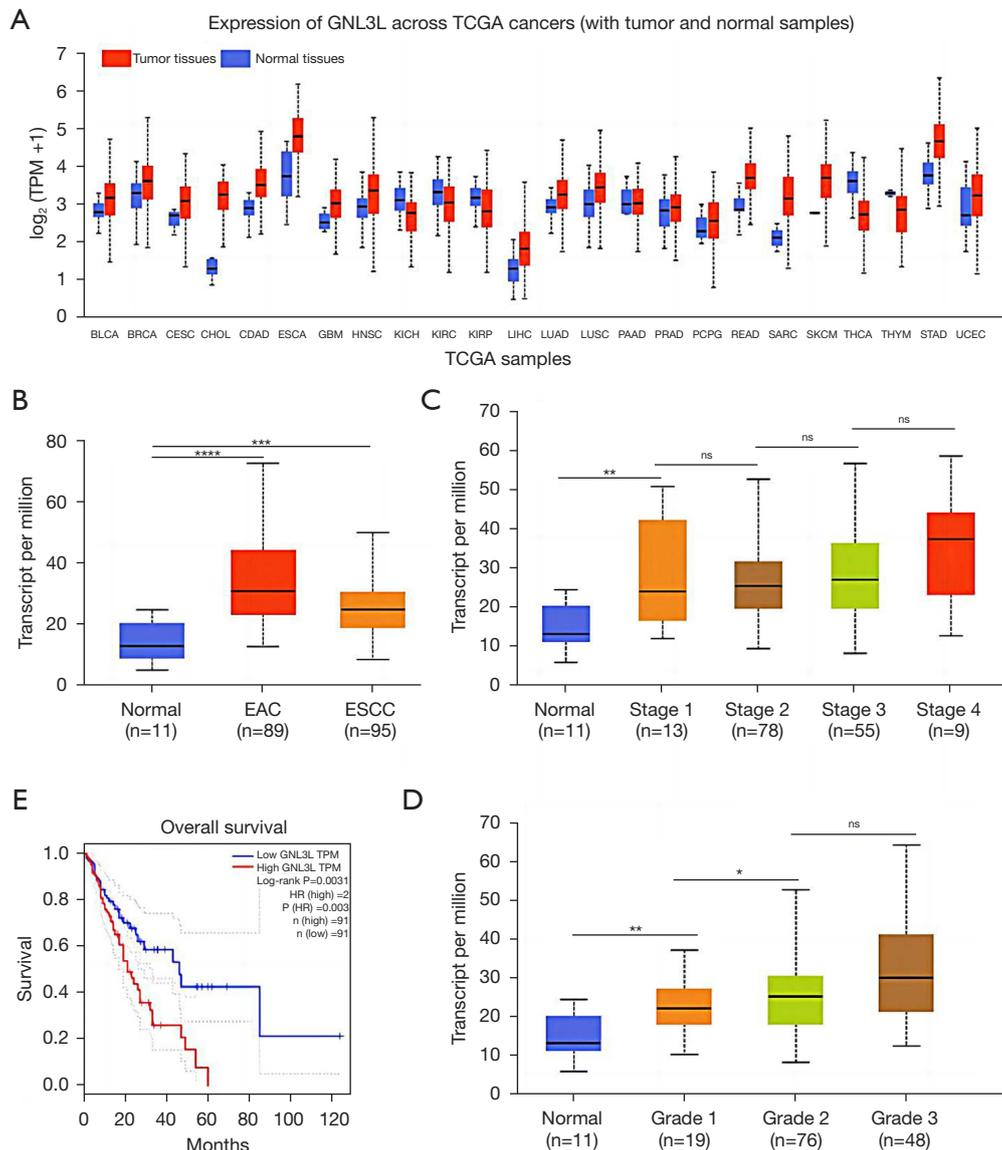 A
Expression of GNL3L across TCGA cancers (with tumor and normal samples)
Tumor tissues
Normal tissues
log2 (TPM +1)
7
6
5
4
3
2
1
0
BLCA BRCA CESC CHOL CDAD ESCA GBM HNSC KICH KIRC KIRP LIHC LUAD LUSC PAAD PRAD PCPG READ SARC SKCM THCA THYM STAD UCEC
TCGA samples
B
Transcript per million
80
60
40
20
0
***
****
Normal EAC ESCC
(n=11) (n=89) (n=95)
C
Transcript per million
70
60
50
40
30
20
10
0
**
ns
ns
ns
Normal Stage 1 Stage 2 Stage 3 Stage 4
(n=11) (n=13) (n=78) (n=55) (n=9)
E
Overall survival
Survival
1.0
0.8
0.6
0.4
0.2
0.0
Low GNL3L TPM
High GNL3L TPM
Log-rank P=0.0031
HR (high) =2
P (HR) =0.003
n (high) =91
n (low) =91
0 20 40 60 80 100 120
Months
D
Transcript per million
70
60
50
40
30
20
10
0
**
*
ns
Normal Grade 1 Grade 2 Grade 3
(n=11) (n=19) (n=76) (n=48)